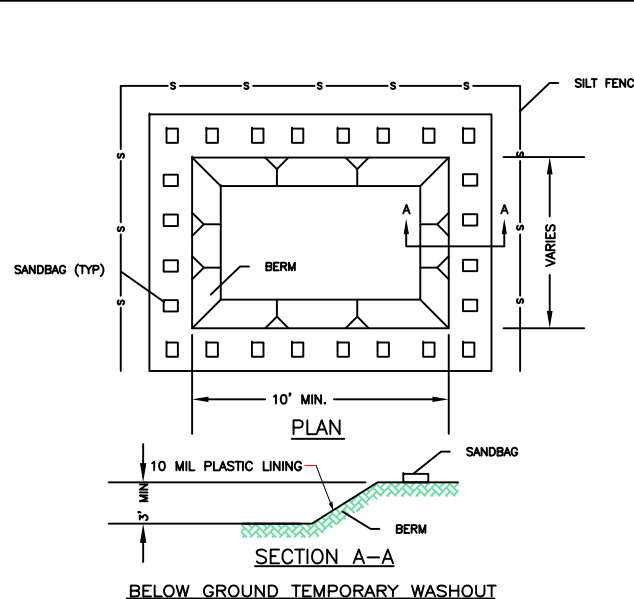 S S S S S
SILT FENC
S S
A A
S S
VARIES
BERM
SANDBAG (TYP)
S S
10' MIN.
PLAN
SANDBAG
10 MIL PLASTIC LINING
3' MIN
BERM
SECTION A-A
BELOW GROUND TEMPORARY WASHOUT